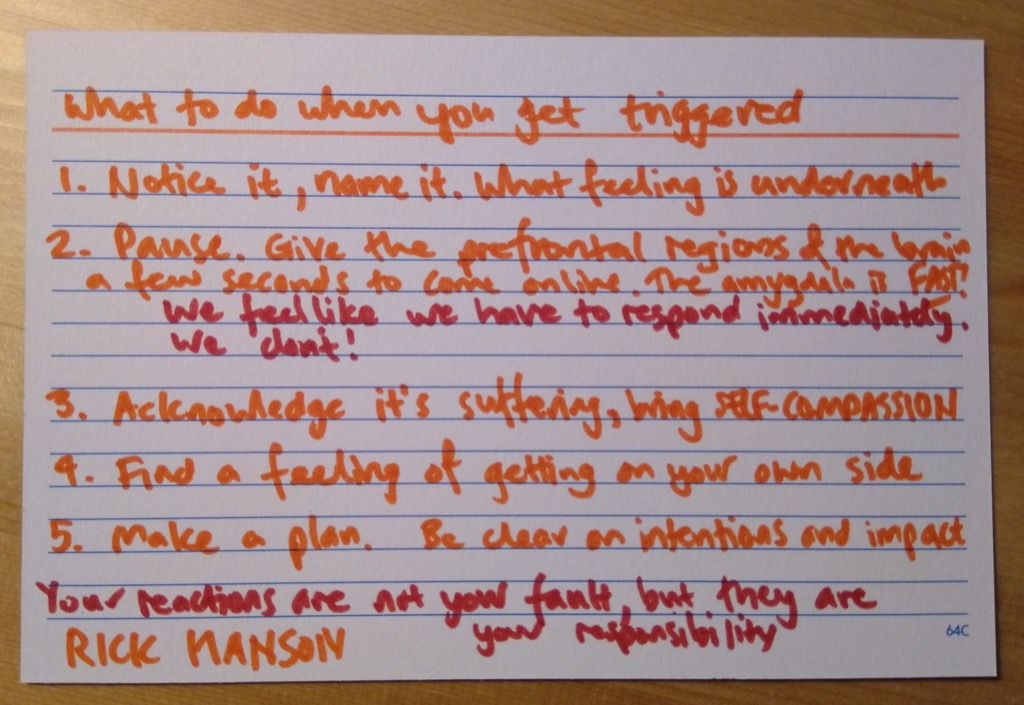 What to do when you get triggered
1. Notice it, name it. What feeling is underneath
2. Pause. Give the prefrontal regions of the brain
a few seconds to come online. The amygdala is FAST!
We feel like we have to respond immediately.
We dont!
3. Acknowledge it's suffering, bring SELF-COMPASSION
4. Find a feeling of getting on your own side
5. Make a plan. Be clear on intentions and impact
Your reactions are not your fault, but they are
your responsibility
RICK HANSON
64C